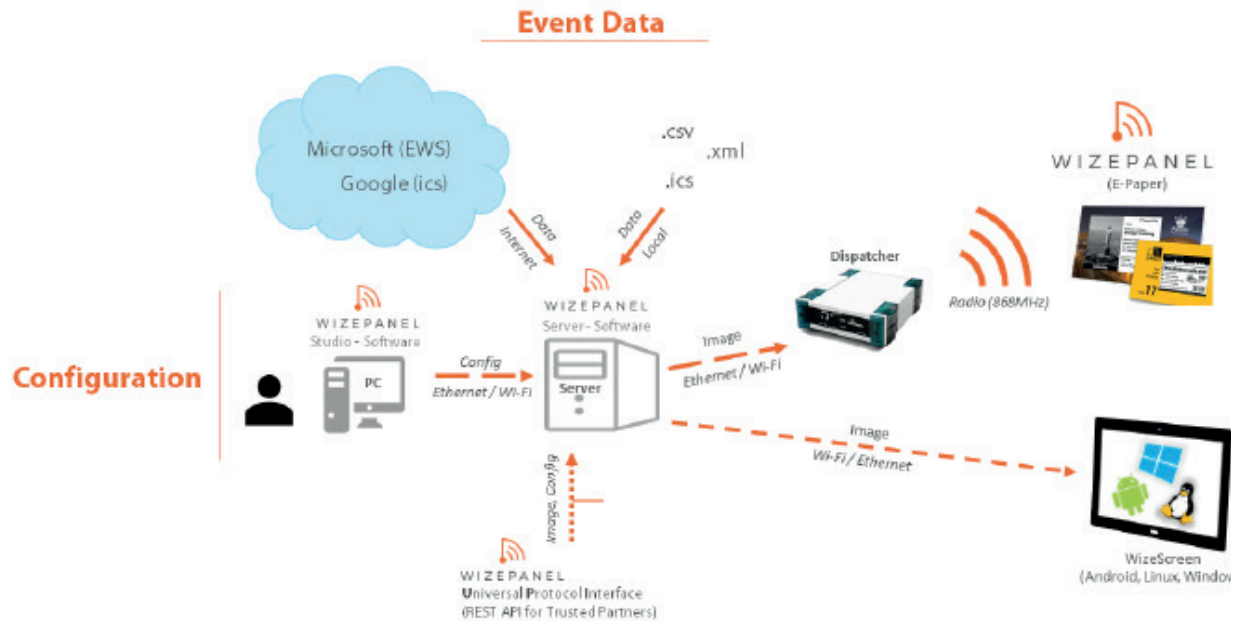 Event Data
Microsoft (EWS)
Google (ics)
.csv
.xml
.ics
Data
Internet
Data
Local
WIZEPANEL
(E-Paper)
Dispatcher
Radio (868MHz)
WIZEPANEL
Studio - Software
WIZEPANEL
Server - Software
Configuration
PC
Config
Ethernet / Wi-Fi
Server
Image
Ethernet / Wi-Fi
Image
Wi-Fi / Ethernet
Image, Config
WIZEPANEL
Universal Protocol Interface
(REST API for Trusted Partners)
WizeScreen
(Android, Linux, Window